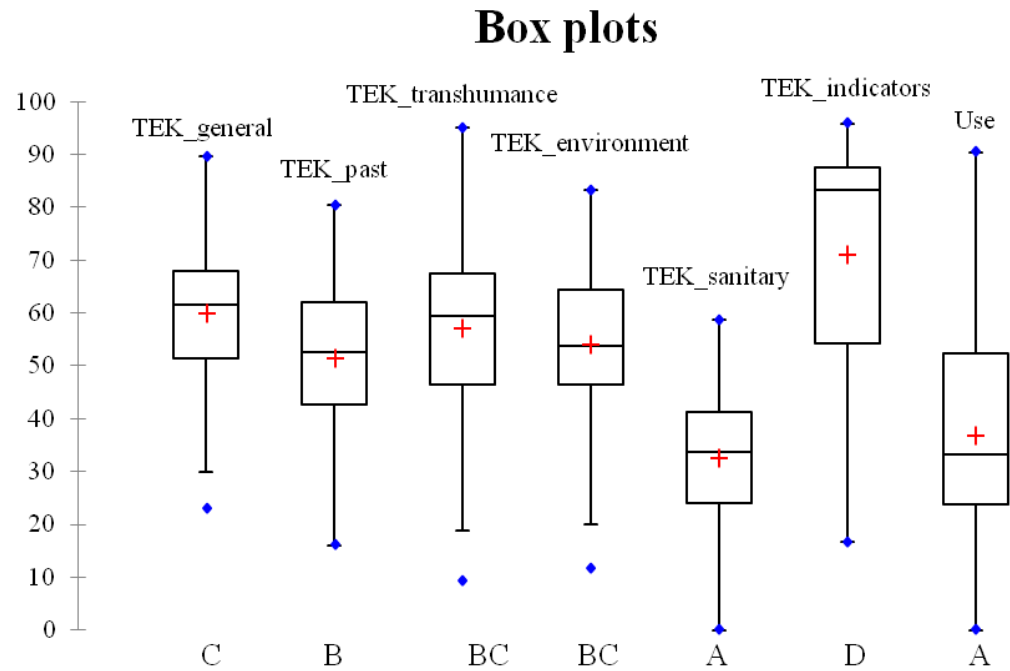 Box plots
TEK_general
TEK_past
TEK_transhumance
TEK_environment
TEK_sanitary
TEK_indicators
Use
100
90
80
70
60
50
40
30
20
10
0
C B BC BC A D A